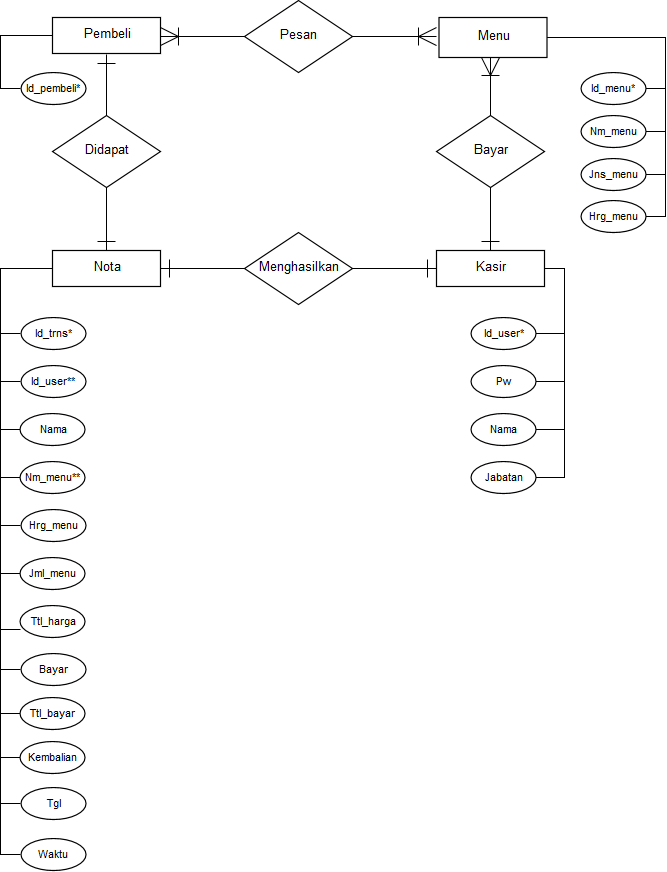 Pembeli
Pesan
Menu
Id_pembeli*
Id_menu*
Nm_menu
Jns_menu
Hrg_menu
Didapat
Bayar
Nota
Menghasilkan
Kasir
Id_trns*
Id_user**
Nama
Nm_menu**
Hrg_menu
Jml_menu
Ttl_harga
Bayar
Ttl_bayar
Kembalian
Tgl
Waktu
Id_user*
Pw
Nama
Jabatan